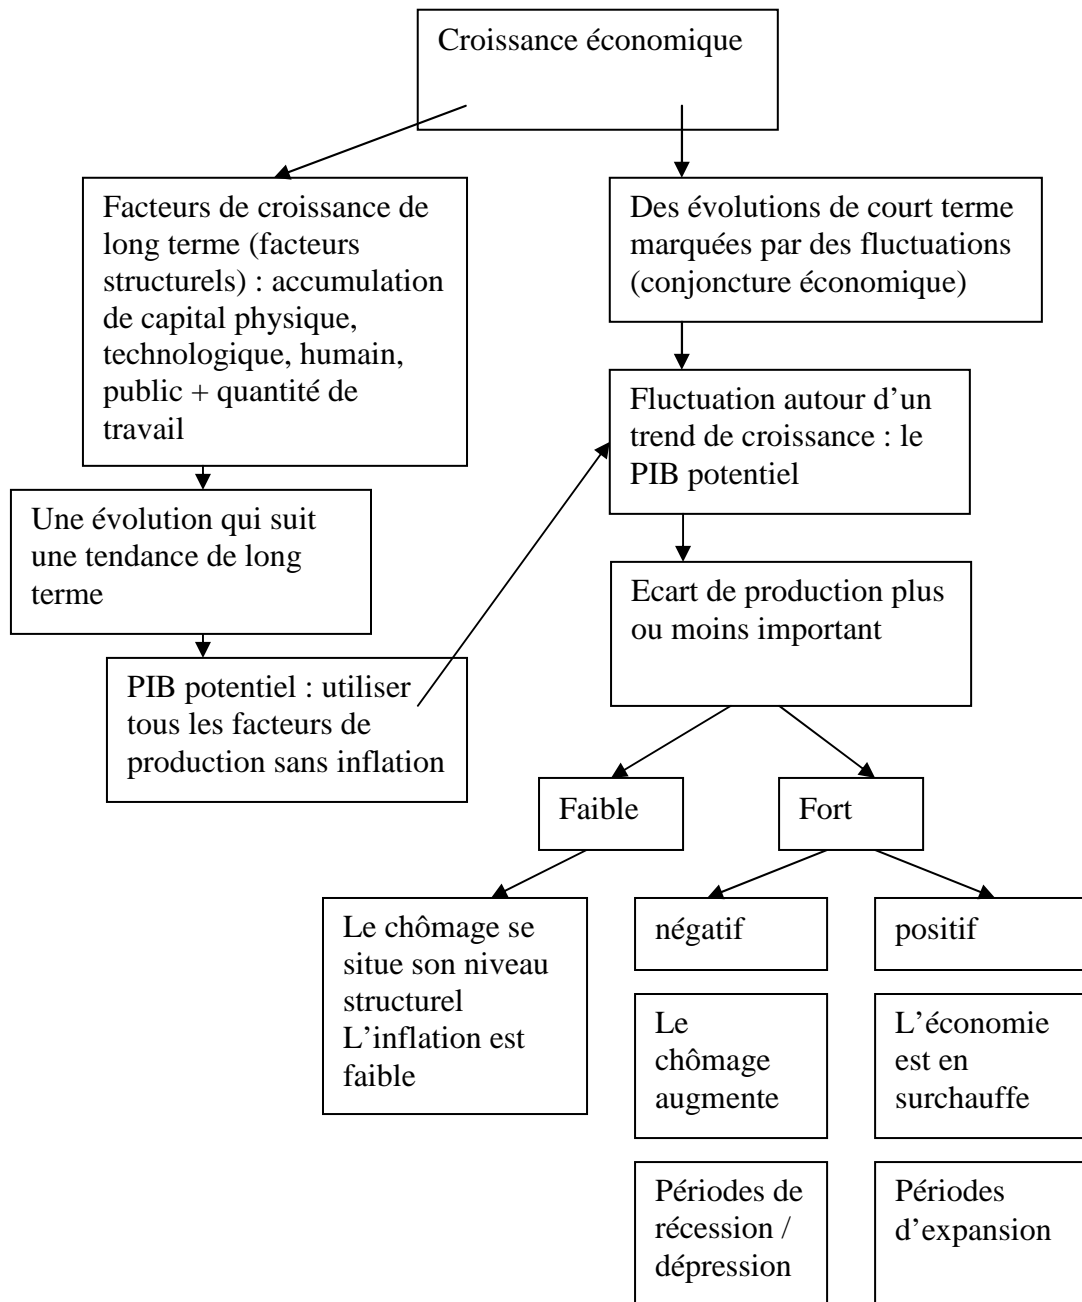 Croissance économique
Facteurs de croissance de
long terme (facteurs
structurels) : accumulation
de capital physique,
technologique, humain,
public + quantité de
travail
Une évolution qui suit
une tendance de long
terme
PIB potentiel : utiliser
tous les facteurs de
production sans inflation
Des évolutions de court terme
marquées par des fluctuations
(conjoncture économique)
Fluctuation autour d’un
trend de croissance : le
PIB potentiel
Ecart de production plus
ou moins important
Faible
Fort
Le chômage se
situe son niveau
structurel
L’inflation est
faible
négatif
positif
Le
chômage
augmente
L’économie
est en
surchauffe
Périodes de
récession /
dépression
Périodes
d’expansion